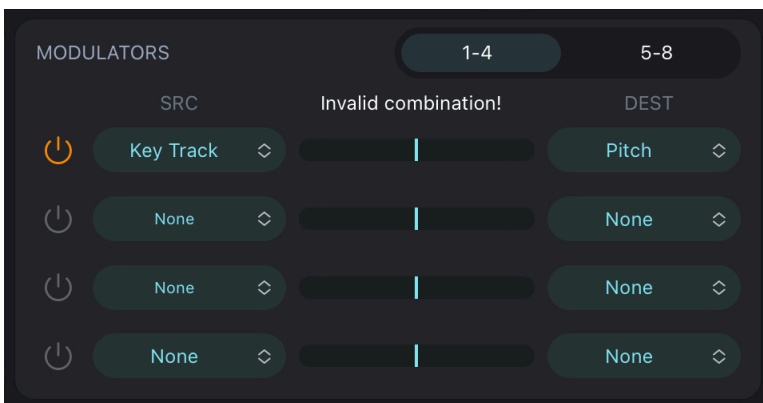 MODULATORS 1-4 5-8
SRC Invalid combination! DEST
Key Track Pitch
None None
None None
None None